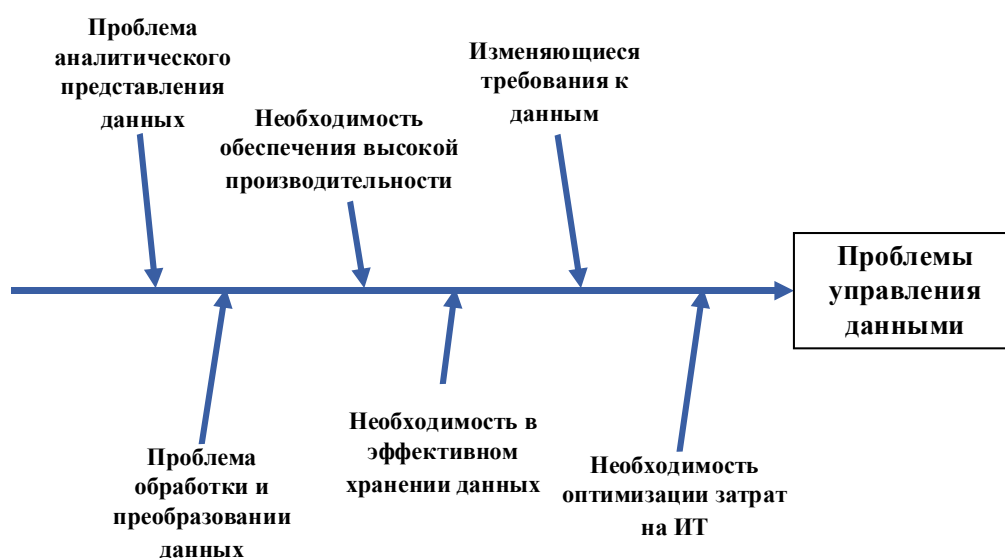 Проблема
аналитического
представления
данных
Необходимость
обеспечения высокой
производительности
Изменяющиеся
требования к
данным
Проблемы
управления
данными
Проблема
обработки и
преобразовании
данных
Необходимость в
эффективном
хранении данных
Необходимость
оптимизации затрат
на ИТ